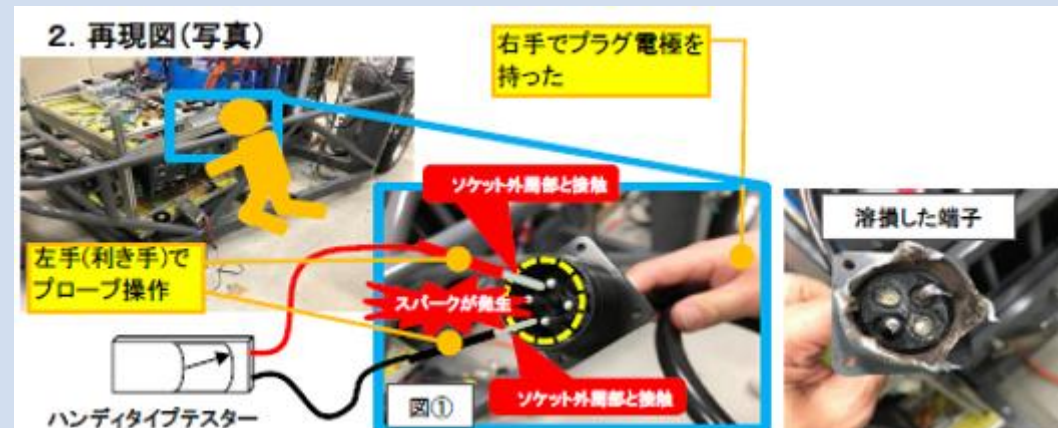 2. 再現図(写真)
右手でプラグ電極を
持った
ソケット外周部と接触
溶損した端子
左手(利き手)で
プローブ操作
スパークが発生
ソケット外周部と接触
図①
ハンディタイプテスター